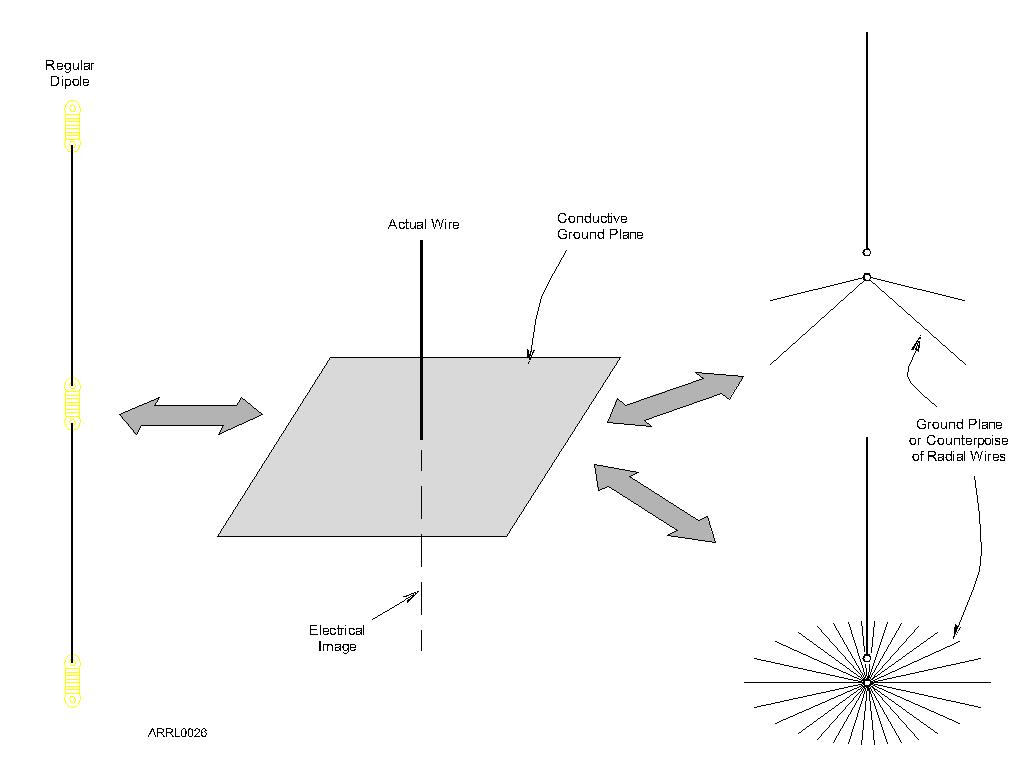 Regular
Dipole
Actual Wire
Conductive
Ground Plane
Ground Plane
or Counterpoise
of Radial Wires
Electrical
Image
ARRL0026